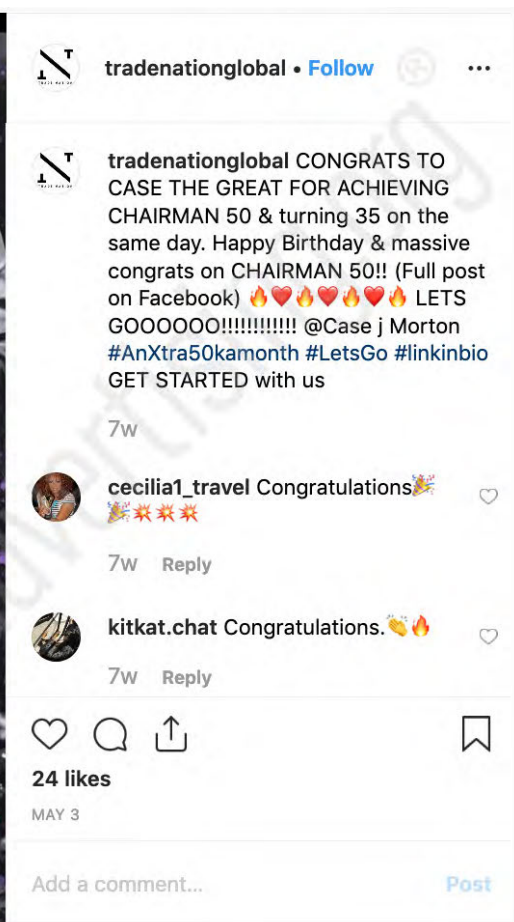 tradenationglobal • Follow
tradenationglobal CONGRATS TO
CASE THE GREAT FOR ACHIEVING
CHAIRMAN 50 & turning 35 on the
same day. Happy Birthday & massive
congrats on CHAIRMAN 50!! (Full post
on Facebook) 🔥❤️🔥❤️🔥❤️🔥 LETS
GOOOOOO!!!!!!!!!!!! @Case j Morton
#AnXtra50kamonth #LetsGo #linkinbio
GET STARTED with us
7w
cecilia1_travel Congratulations🎉
🎉💥💥💥
7w Reply
kitkat.chat Congratulations.👏🔥
7w Reply
24 likes
MAY 3
Add a comment... Post